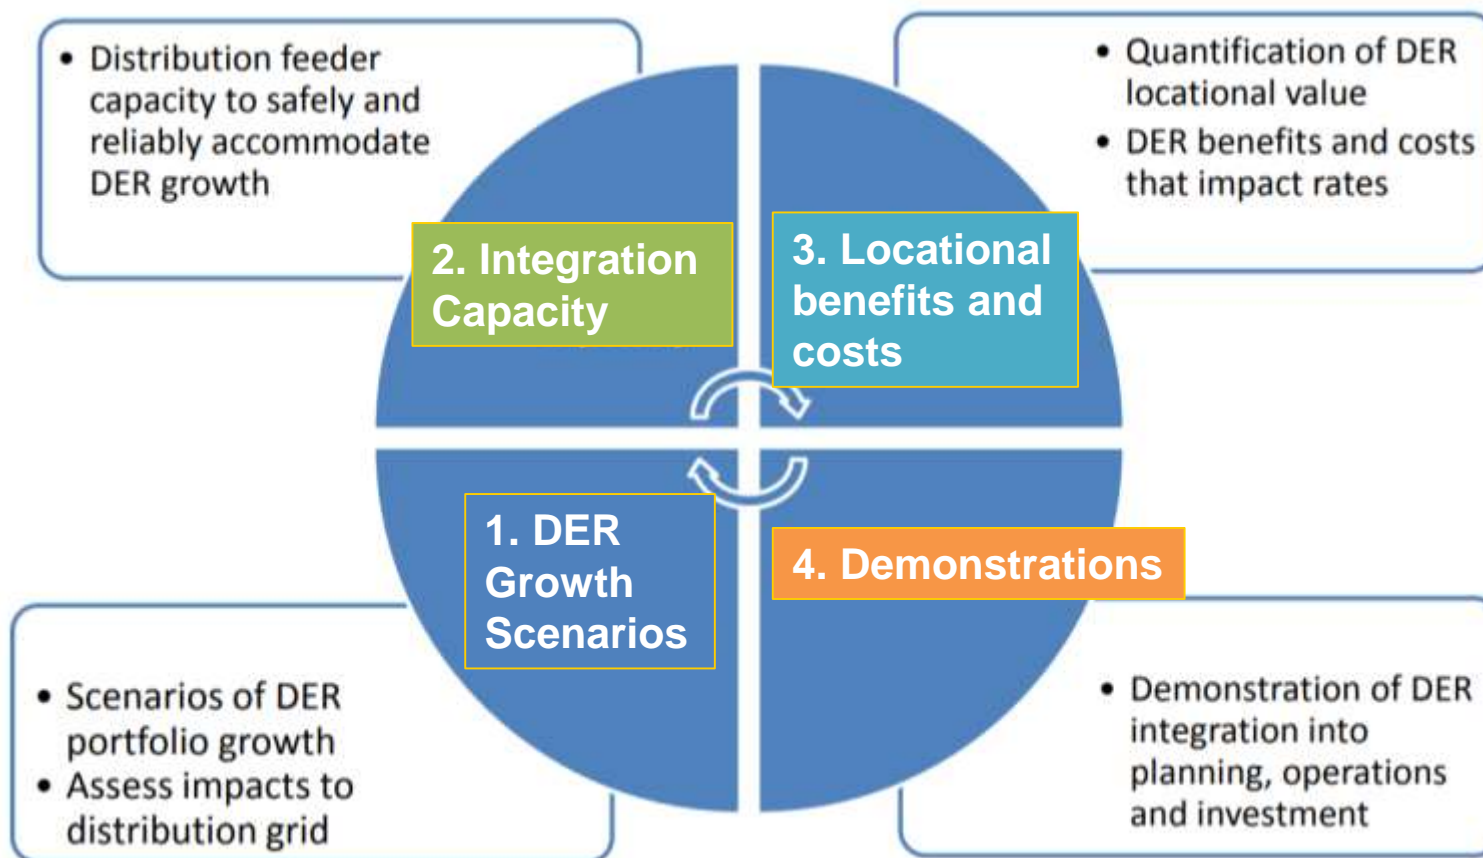 • Distribution feeder
capacity to safely and
reliably accommodate
DER growth
• Quantification of DER
locational value
• DER benefits and costs
that impact rates
2. Integration
Capacity
3. Locational
benefits and
costs
1. DER
Growth
Scenarios
4. Demonstrations
• Scenarios of DER
portfolio growth
• Assess impacts to
distribution grid
• Demonstration of DER
integration into
planning, operations
and investment